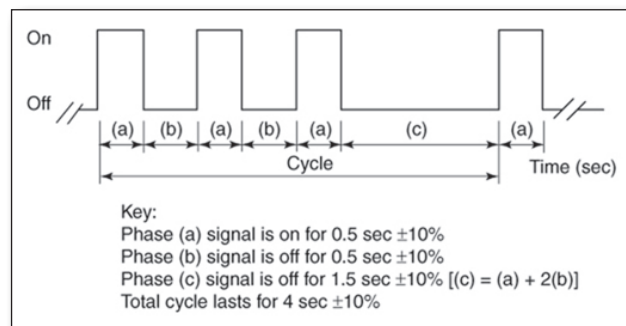 On
Off
(a) (b) (a) (b) (a) (c) (a)
Cycle
Time (sec)
Key:
Phase (a) signal is on for 0.5 sec ±10%
Phase (b) signal is off for 0.5 sec ±10%
Phase (c) signal is off for 1.5 sec ±10% [(c) = (a) + 2(b)]
Total cycle lasts for 4 sec ±10%